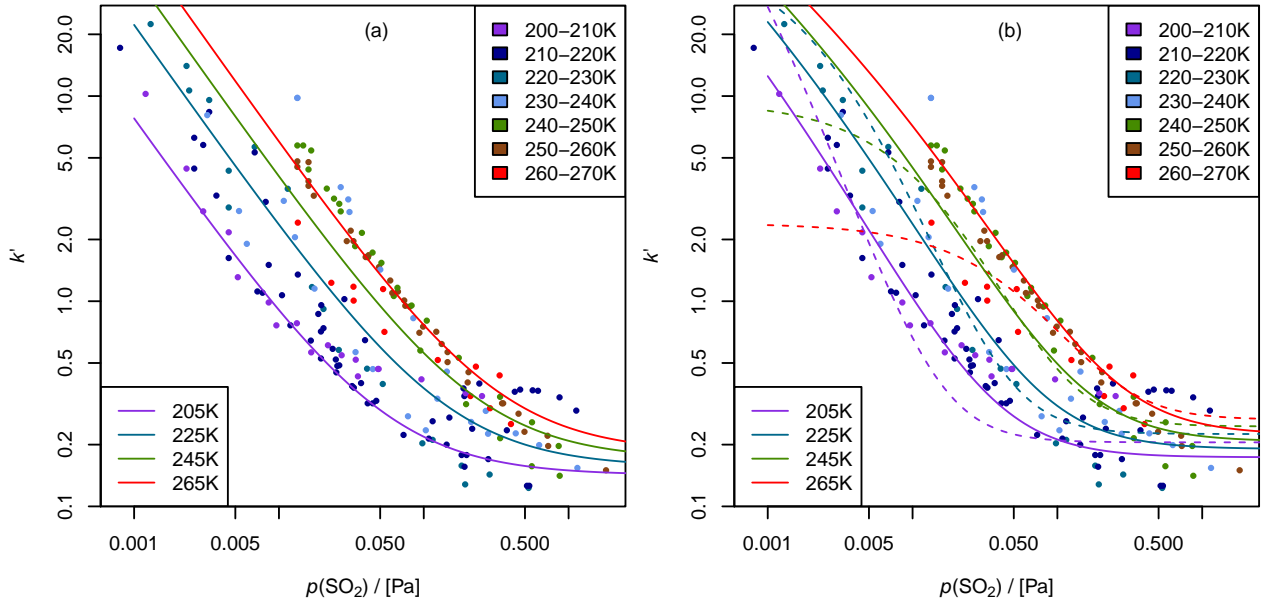 (a)
200−210K
210−220K
220−230K
230−240K
240−250K
250−260K
260−270K
20.0
10.0
5.0
2.0
1.0
0.5
0.2
0.1
k'
205K
225K
245K
265K
0.001
0.005
0.050
0.500
p(SO2) / [Pa]
(b)
200−210K
210−220K
220−230K
230−240K
240−250K
250−260K
260−270K
20.0
10.0
5.0
2.0
1.0
0.5
0.2
0.1
k'
205K
225K
245K
265K
0.001
0.005
0.050
0.500
p(SO2) / [Pa]